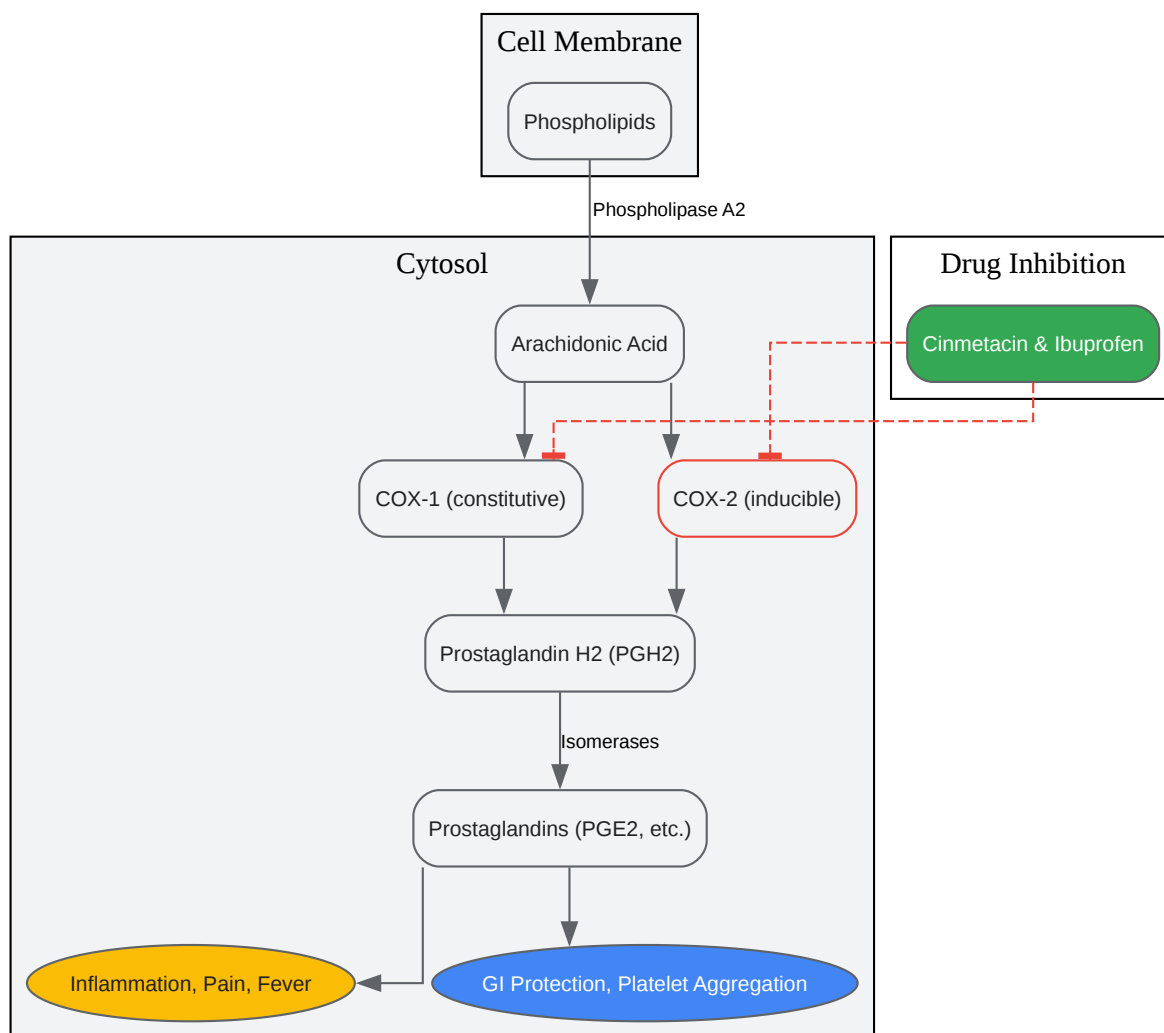 Cell Membrane
Phospholipids
Phospholipase A2
Cytosol
Drug Inhibition
Arachidonic Acid
Cinmetacin & Ibuprofen
COX-1 (constitutive)
COX-2 (inducible)
Prostaglandin H2 (PGH2)
Isomerases
Prostaglandins (PGE2, etc.)
Inflammation, Pain, Fever
GI Protection, Platelet Aggregation